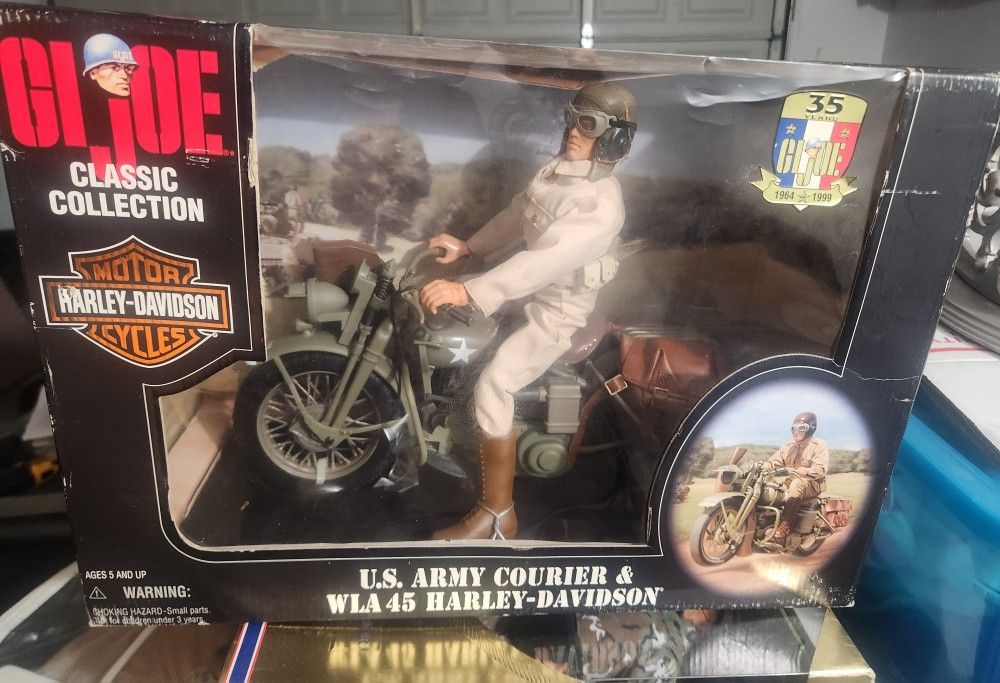 GI JOE
CLASSIC
COLLECTION
MOTOR
HARLEY-DAVIDSON
CYCLES
35
YEARS
GI JOE
1964 1999
AGES 5 AND UP
WARNING:
CHOKING HAZARD-Small parts.
Not for children under 3 years.
U.S. ARMY COURIER &
WLA 45 HARLEY-DAVIDSON